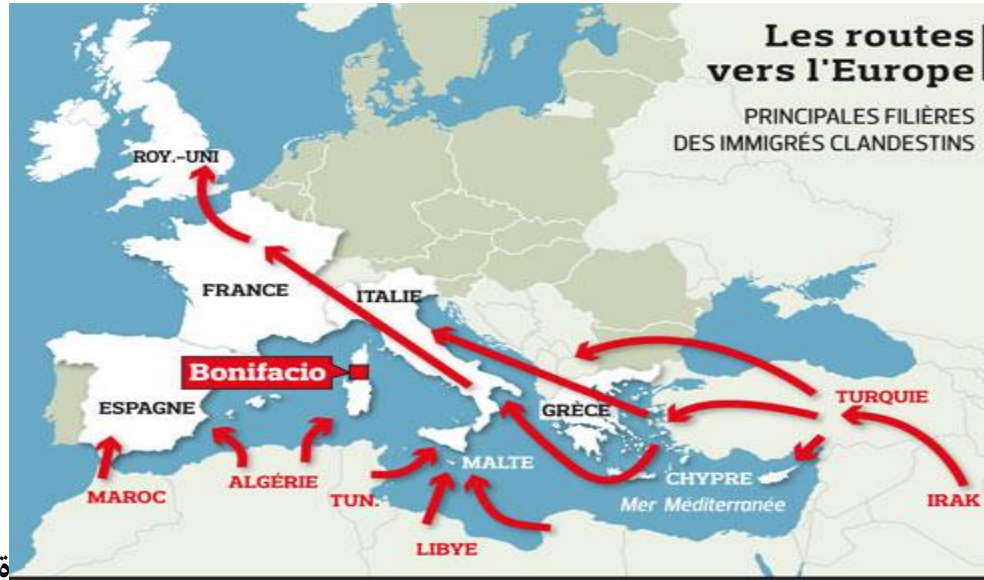 Les routes
vers l'Europe
PRINCIPALES FILIÈRES
DES IMMIGRÉS CLANDESTINS
ROY.-UNI
FRANCE
ITALIE
Bonifacio
ESPAGNE
GRÈCE
TURQUIE
MAROC
ALGÉRIE
TUN.
MALTE
CHYPRE
Mer Méditerranée
IRAK
LIBYE
ة